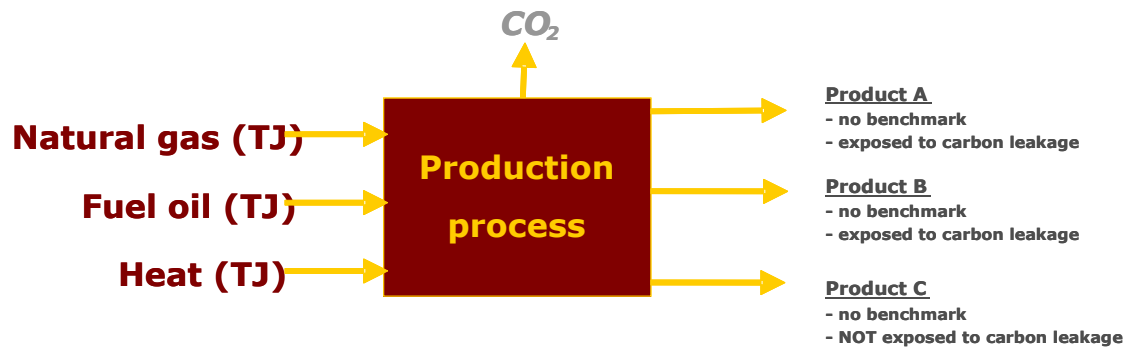 CO₂
Natural gas (TJ)
Fuel oil (TJ)
Heat (TJ)
Production
process
Product A
- no benchmark
- exposed to carbon leakage
Product B
- no benchmark
- exposed to carbon leakage
Product C
- no benchmark
- NOT exposed to carbon leakage